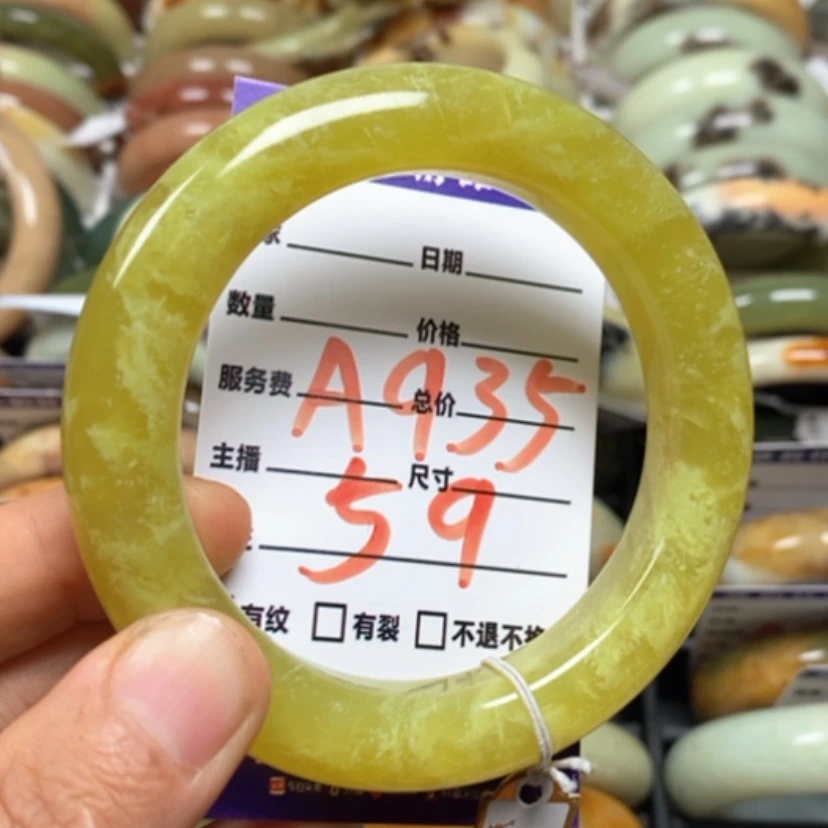 日期
数量 价格
服务费 总价
A935
主播 尺寸
59
有纹 □有裂 □不退不换